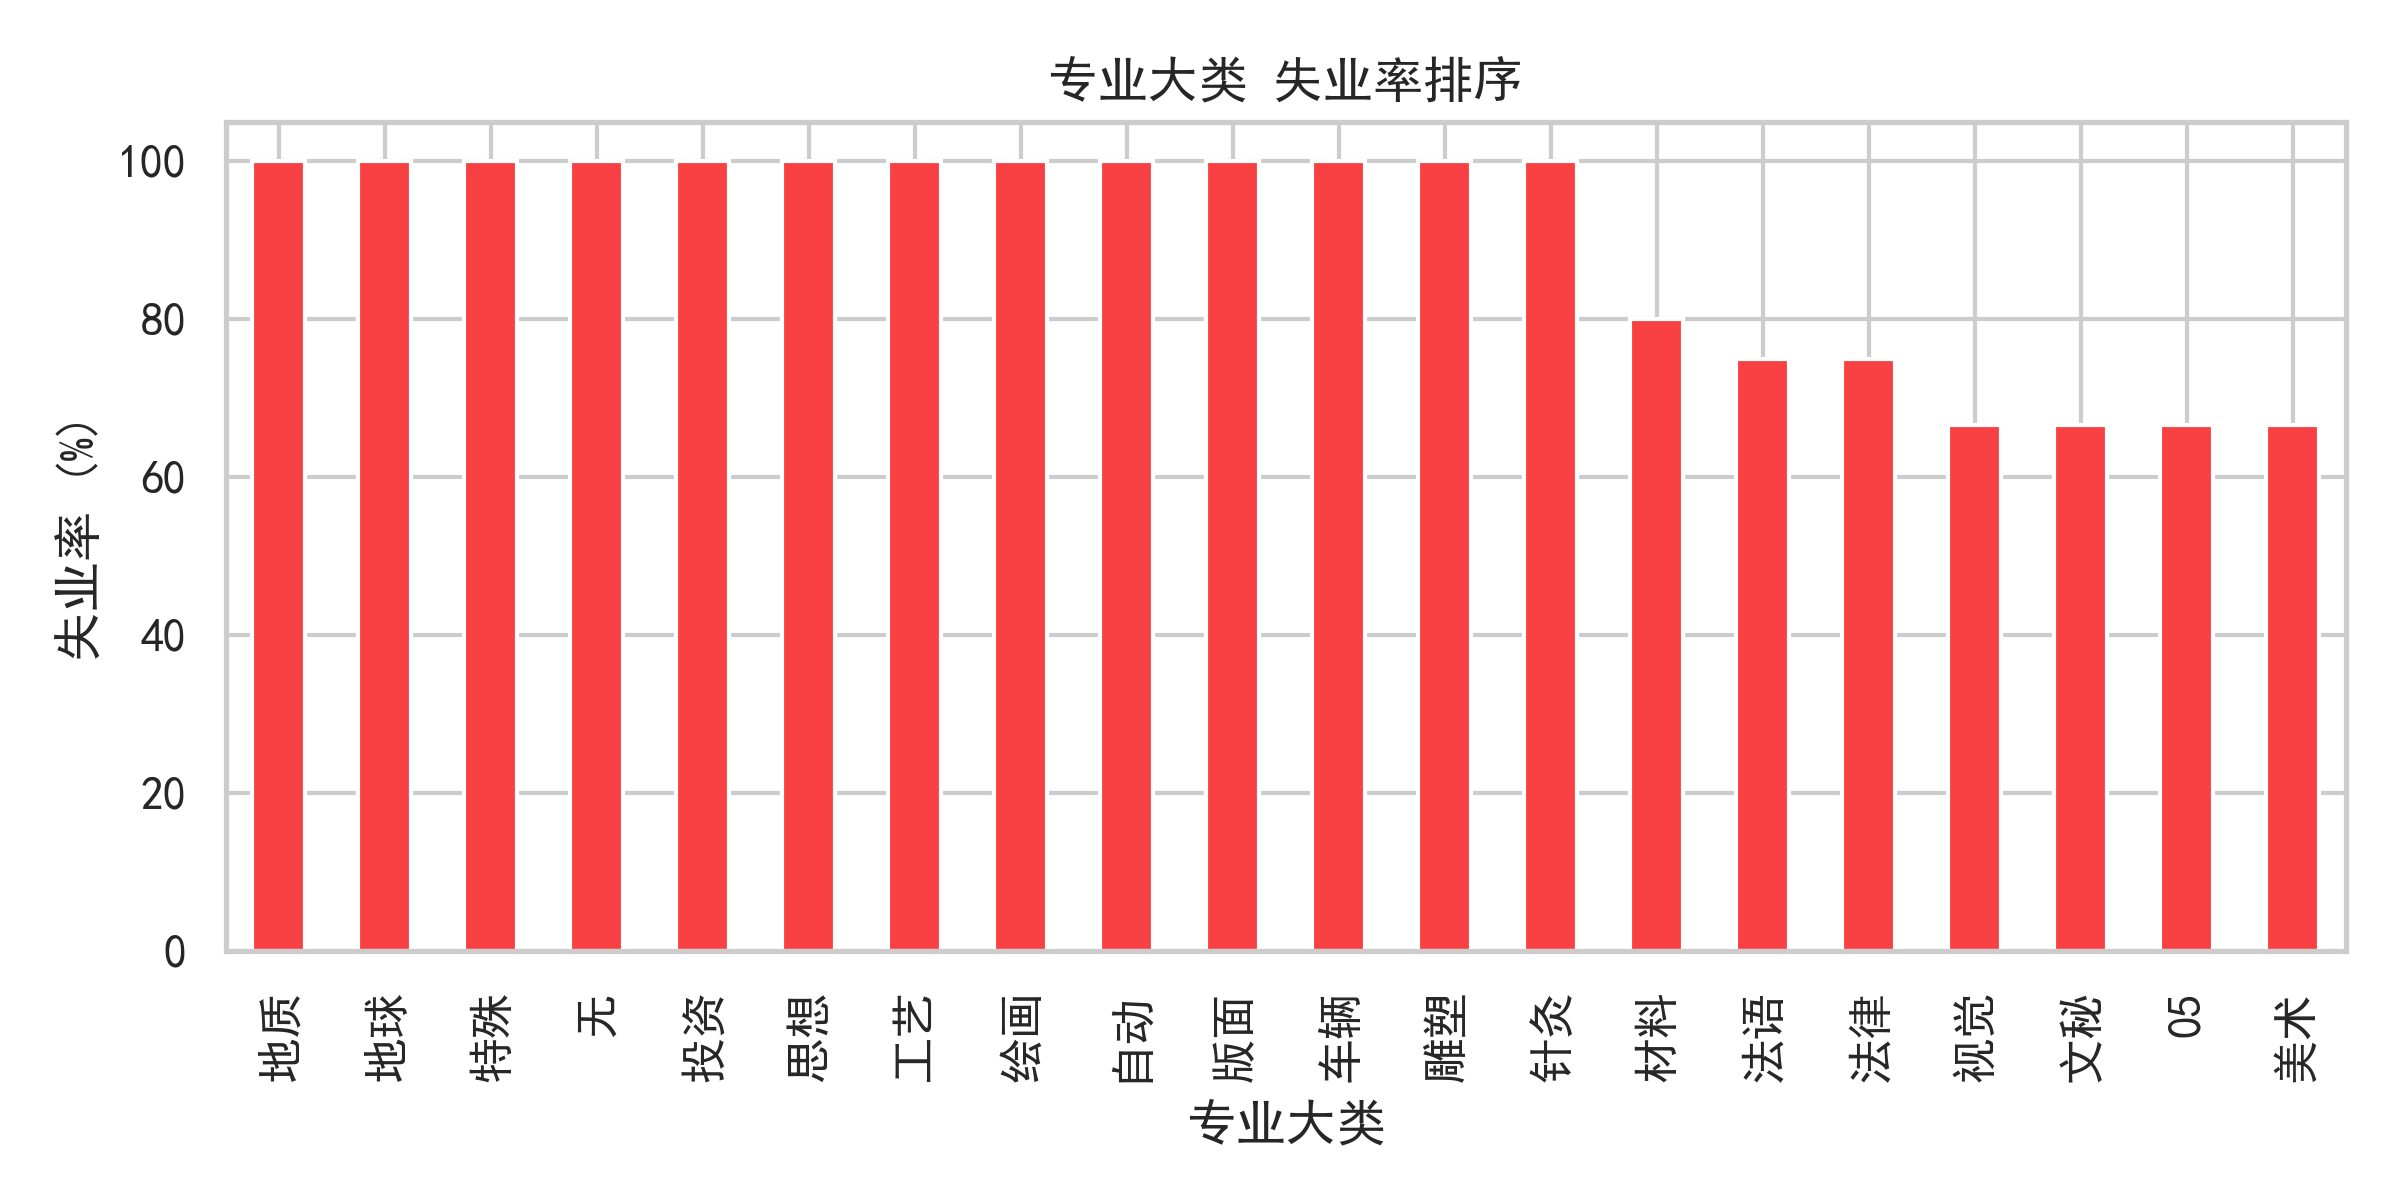 专业大类 失业率排序
失业率 (%)
100
80
60
40
20
0
地质
地球
特殊
无
投资
思想
工艺
绘画
自动
版面
车辆
雕塑
针灸
材料
法语
法律
视觉
文秘
05
美术
专业大类